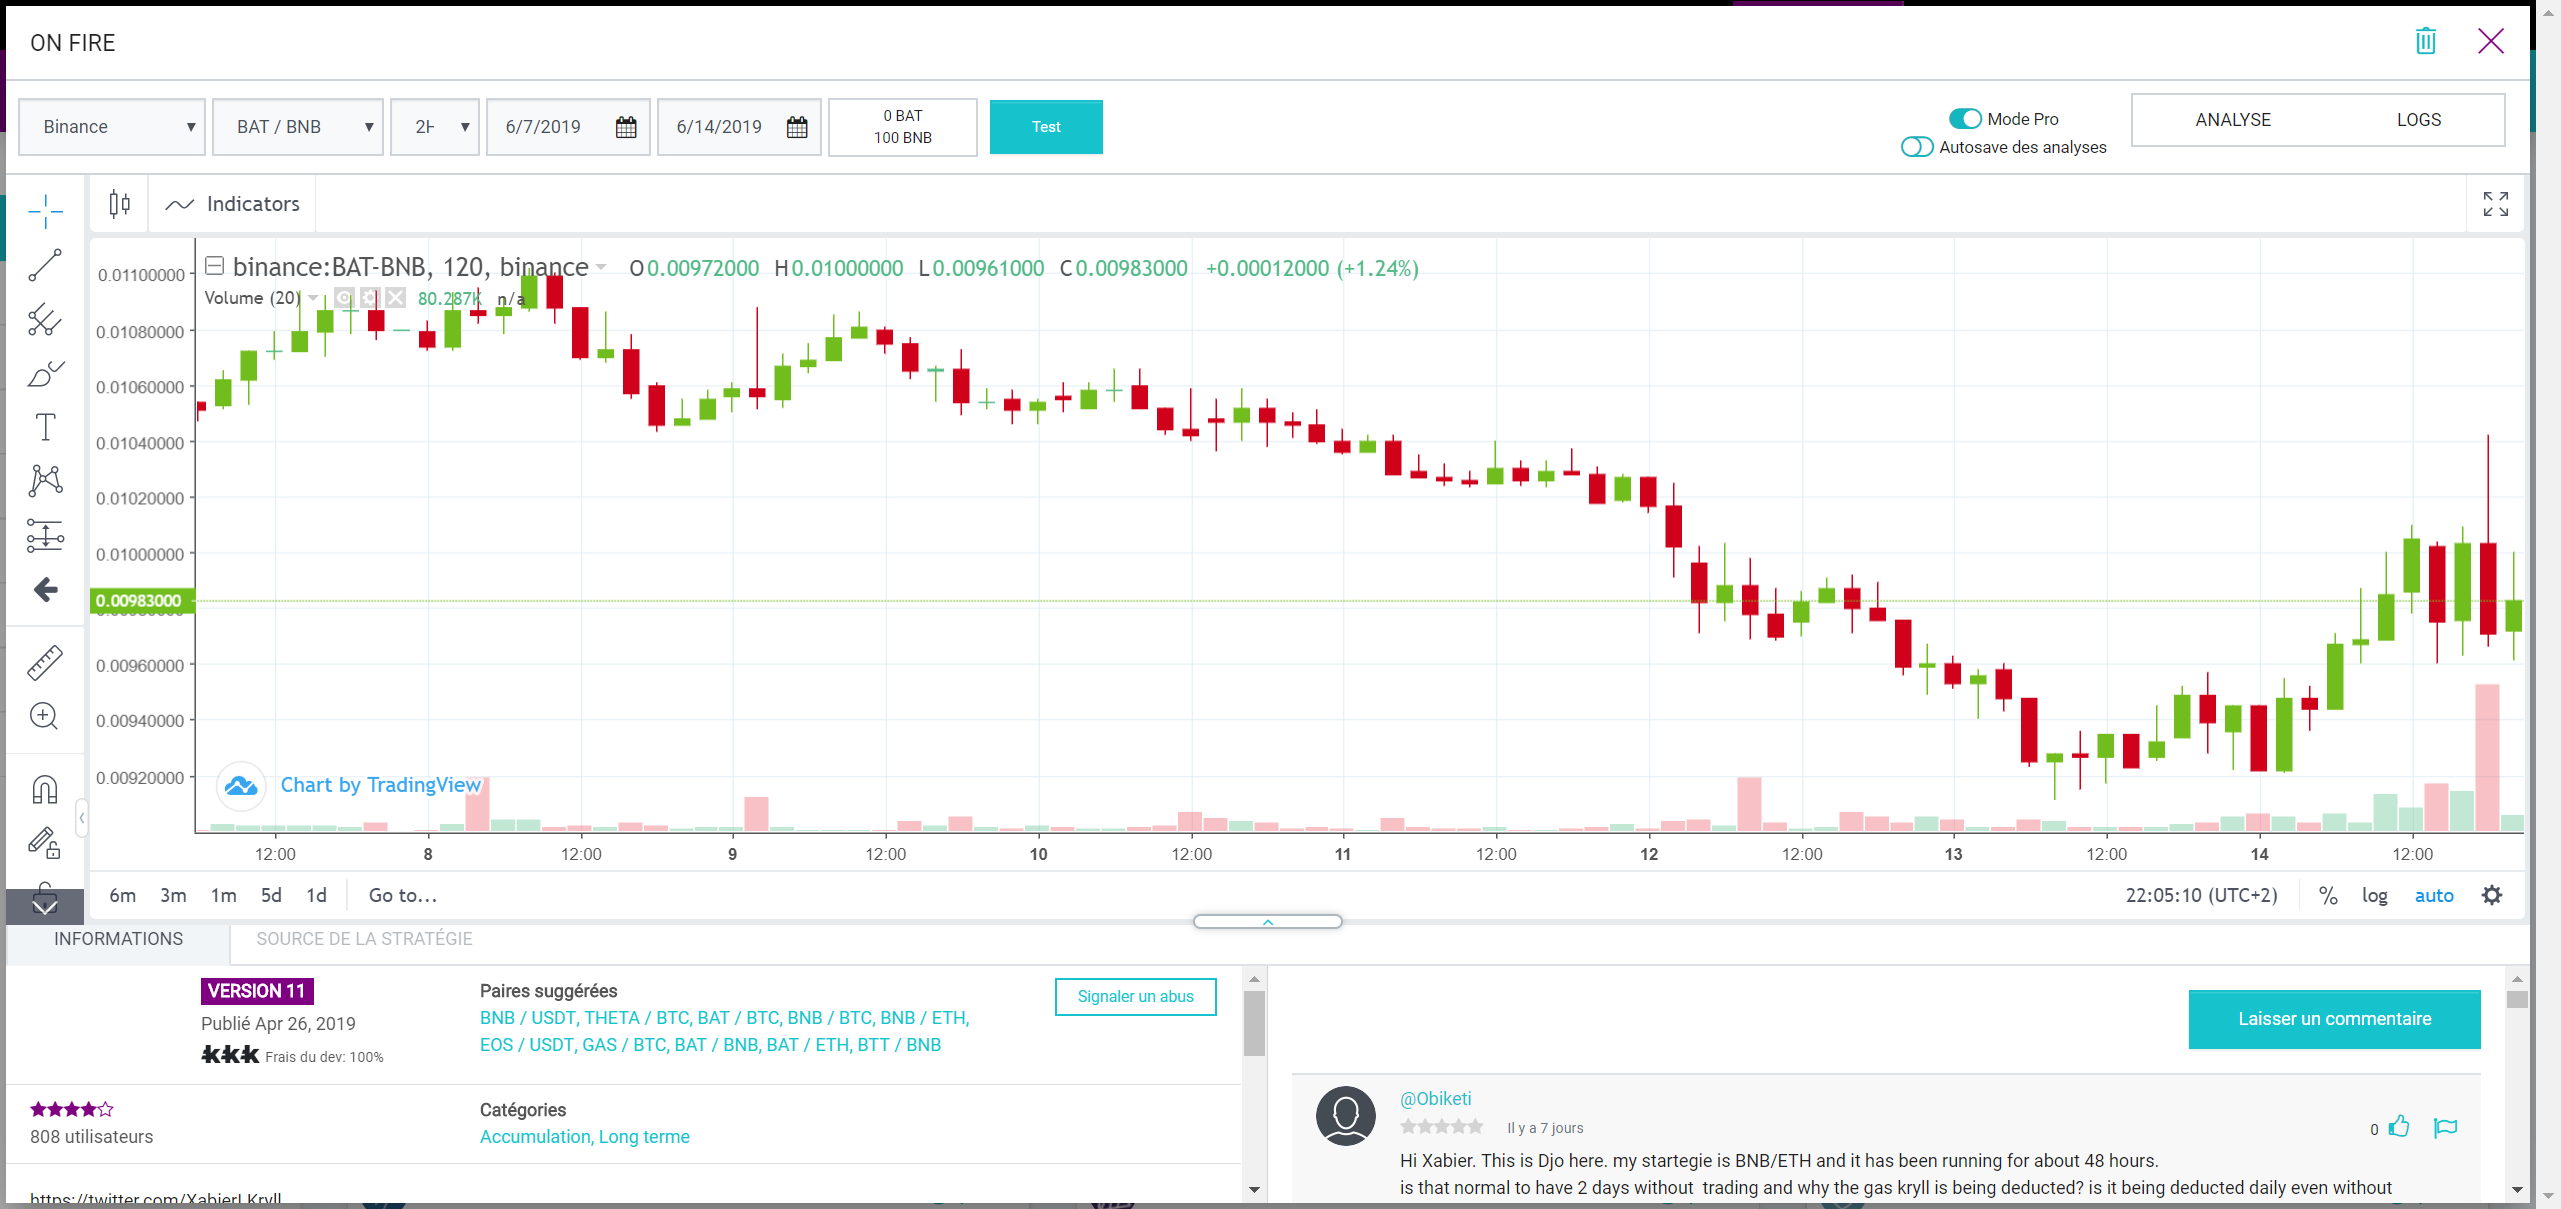 ON FIRE
Binance
BAT / BNB
2H
6/7/2019
6/14/2019
0 BAT
100 BNB
Test
Mode Pro
Autosave des analyses
ANALYSE
LOGS
Indicators
binance:BAT-BNB, 120, binance
O0.00972000 H0.01000000 L0.00961000 C0.00983000 +0.00012000 (+1.24%)
Volume (20) 80.287K n/a
0.01100000
0.01080000
0.01060000
0.01040000
0.01020000
0.01000000
0.00983000
0.00960000
0.00940000
0.00920000
Chart by TradingView
12:00 8 12:00 9 12:00 10 12:00 11 12:00 12 12:00 13 12:00 14 12:00
6m 3m 1m 5d 1d Go to...
22:05:10 (UTC+2) % log auto
INFORMATIONS
SOURCE DE LA STRATÉGIE
VERSION 11
Publié Apr 26, 2019
Frais du dev: 100%
Paires suggérées
BNB / USDT, THETA / BTC, BAT / BTC, BNB / BTC, BNB / ETH,
EOS / USDT, GAS / BTC, BAT / BNB, BAT / ETH, BTT / BNB
Signaler un abus
808 utilisateurs
Catégories
Accumulation, Long terme
https://twitter.com/XabierLKryll
Laisser un commentaire
@Obiketi
Il y a 7 jours
0
Hi Xabier. This is Djo here. my startegie is BNB/ETH and it has been running for about 48 hours.
is that normal to have 2 days without trading and why the gas kryll is being deducted? is it being deducted daily even without